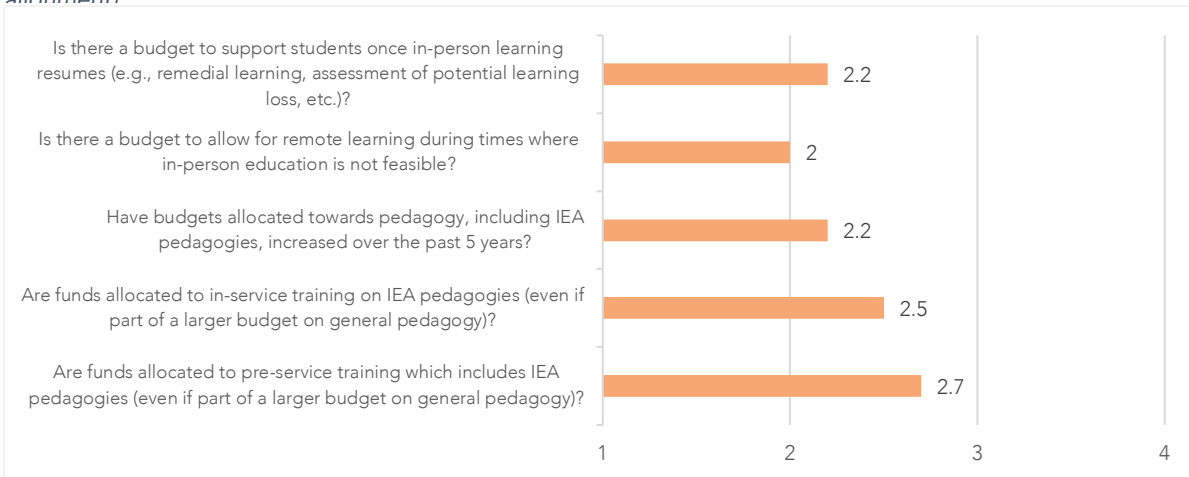 Is there a budget to support students once in-person learning
resumes (e.g., remedial learning, assessment of potential learning
loss, etc.)?
2.2
Is there a budget to allow for remote learning during times where
in-person education is not feasible?
2
Have budgets allocated towards pedagogy, including IEA
pedagogies, increased over the past 5 years?
2.2
Are funds allocated to in-service training on IEA pedagogies (even if
part of a larger budget on general pedagogy)?
2.5
Are funds allocated to pre-service training which includes IEA
pedagogies (even if part of a larger budget on general pedagogy)?
2.7
1 2 3 4